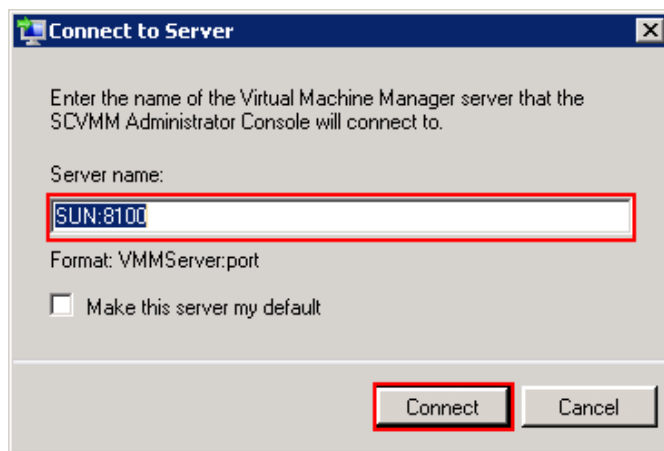 Connect to Server
Enter the name of the Virtual Machine Manager server that the
SCVMM Administrator Console will connect to.
Server name:
SUN:8100
Format: VMMServer:port
Make this server my default
Connect
Cancel